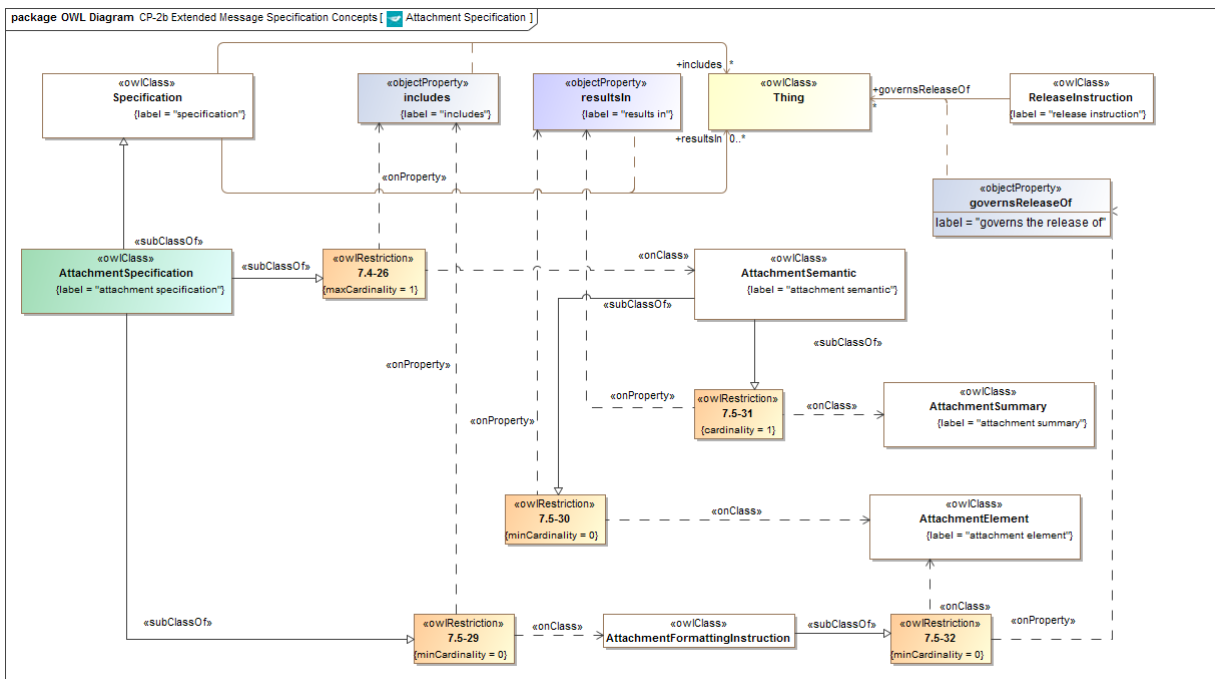 package OWL Diagram CP-2b Extended Message Specification Concepts [ Attachment Specification ]
«owlClass»
Specification
{label = "specification"}
«objectProperty»
includes
{label = "includes"}
«objectProperty»
resultsIn
{label = "results in"}
+includes *
«owlClass»
Thing
+resultsIn 0..*
+governsReleaseOf
*
«owlClass»
ReleaseInstruction
{label = "release instruction"}
«onProperty»
«objectProperty»
governsReleaseOf
label = "governs the release of"
«subClassOf»
«owlClass»
AttachmentSpecification
{label = "attachment specification"}
«subClassOf»
«owlRestriction»
7.4-26
{maxCardinality = 1}
«onClass»
«owlClass»
AttachmentSemantic
{label = "attachment semantic"}
«subClassOf»
«subClassOf»
«onProperty»
«onProperty»
«owlRestriction»
7.5-31
{cardinality = 1}
«onClass»
«owlClass»
AttachmentSummary
{label = "attachment summary"}
«onProperty»
«owlRestriction»
7.5-30
{minCardinality = 0}
«onClass»
«owlClass»
AttachmentElement
{label = "attachment element"}
«subClassOf»
«owlRestriction»
7.5-29
{minCardinality = 0}
«onClass»
«owlClass»
AttachmentFormattingInstruction
«subClassOf»
«onClass»
«owlRestriction»
7.5-32
{minCardinality = 0}
«onProperty»